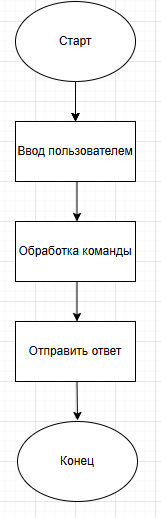 Старт
Ввод пользователем
Обработка команды
Отправить ответ
Конец